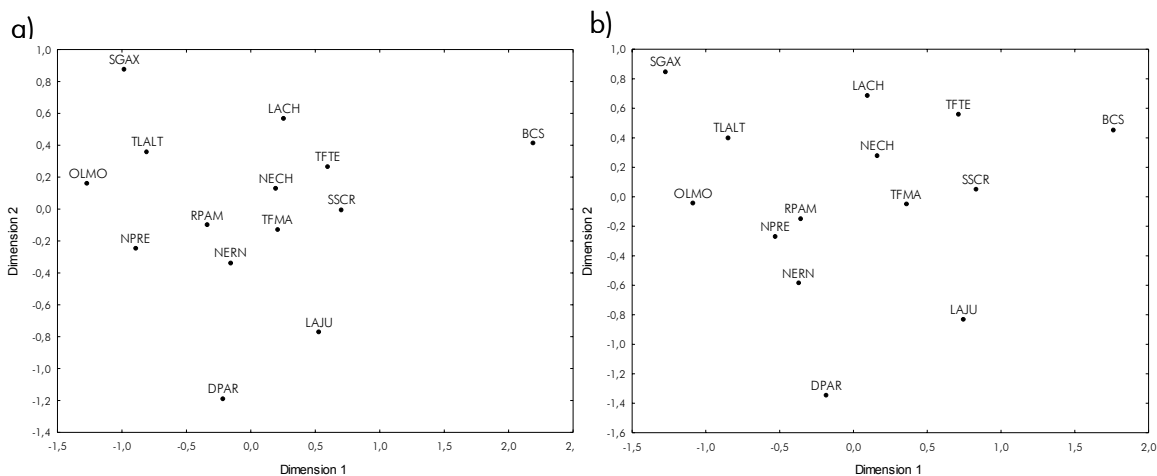 a)
1,0
0,8
0,6
0,4
0,2
0,0
-0,2
-0,4
-0,6
-0,8
-1,0
-1,2
-1,4
Dimension 2
SGAX
LACH
BCS
TLALT
TFTE
OLMO
NECH
SSCR
RPAM
TFMA
NPRE
NERN
LAJU
DPAR
-1,5 -1,0 -0,5 0,0 0,5 1,0 1,5 2,0 2,
Dimension 1
b)
1,0
0,8
0,6
0,4
0,2
0,0
-0,2
-0,4
-0,6
-0,8
-1,0
-1,2
-1,4
-1,6
Dimension 2
SGAX
LACH
TFTE
BCS
TLALT
NECH
SSCR
OLMO
TFMA
RPAM
NPRE
NERN
LAJU
DPAR
-1,5 -1,0 -0,5 0,0 0,5 1,0 1,5 2,0
Dimension 1